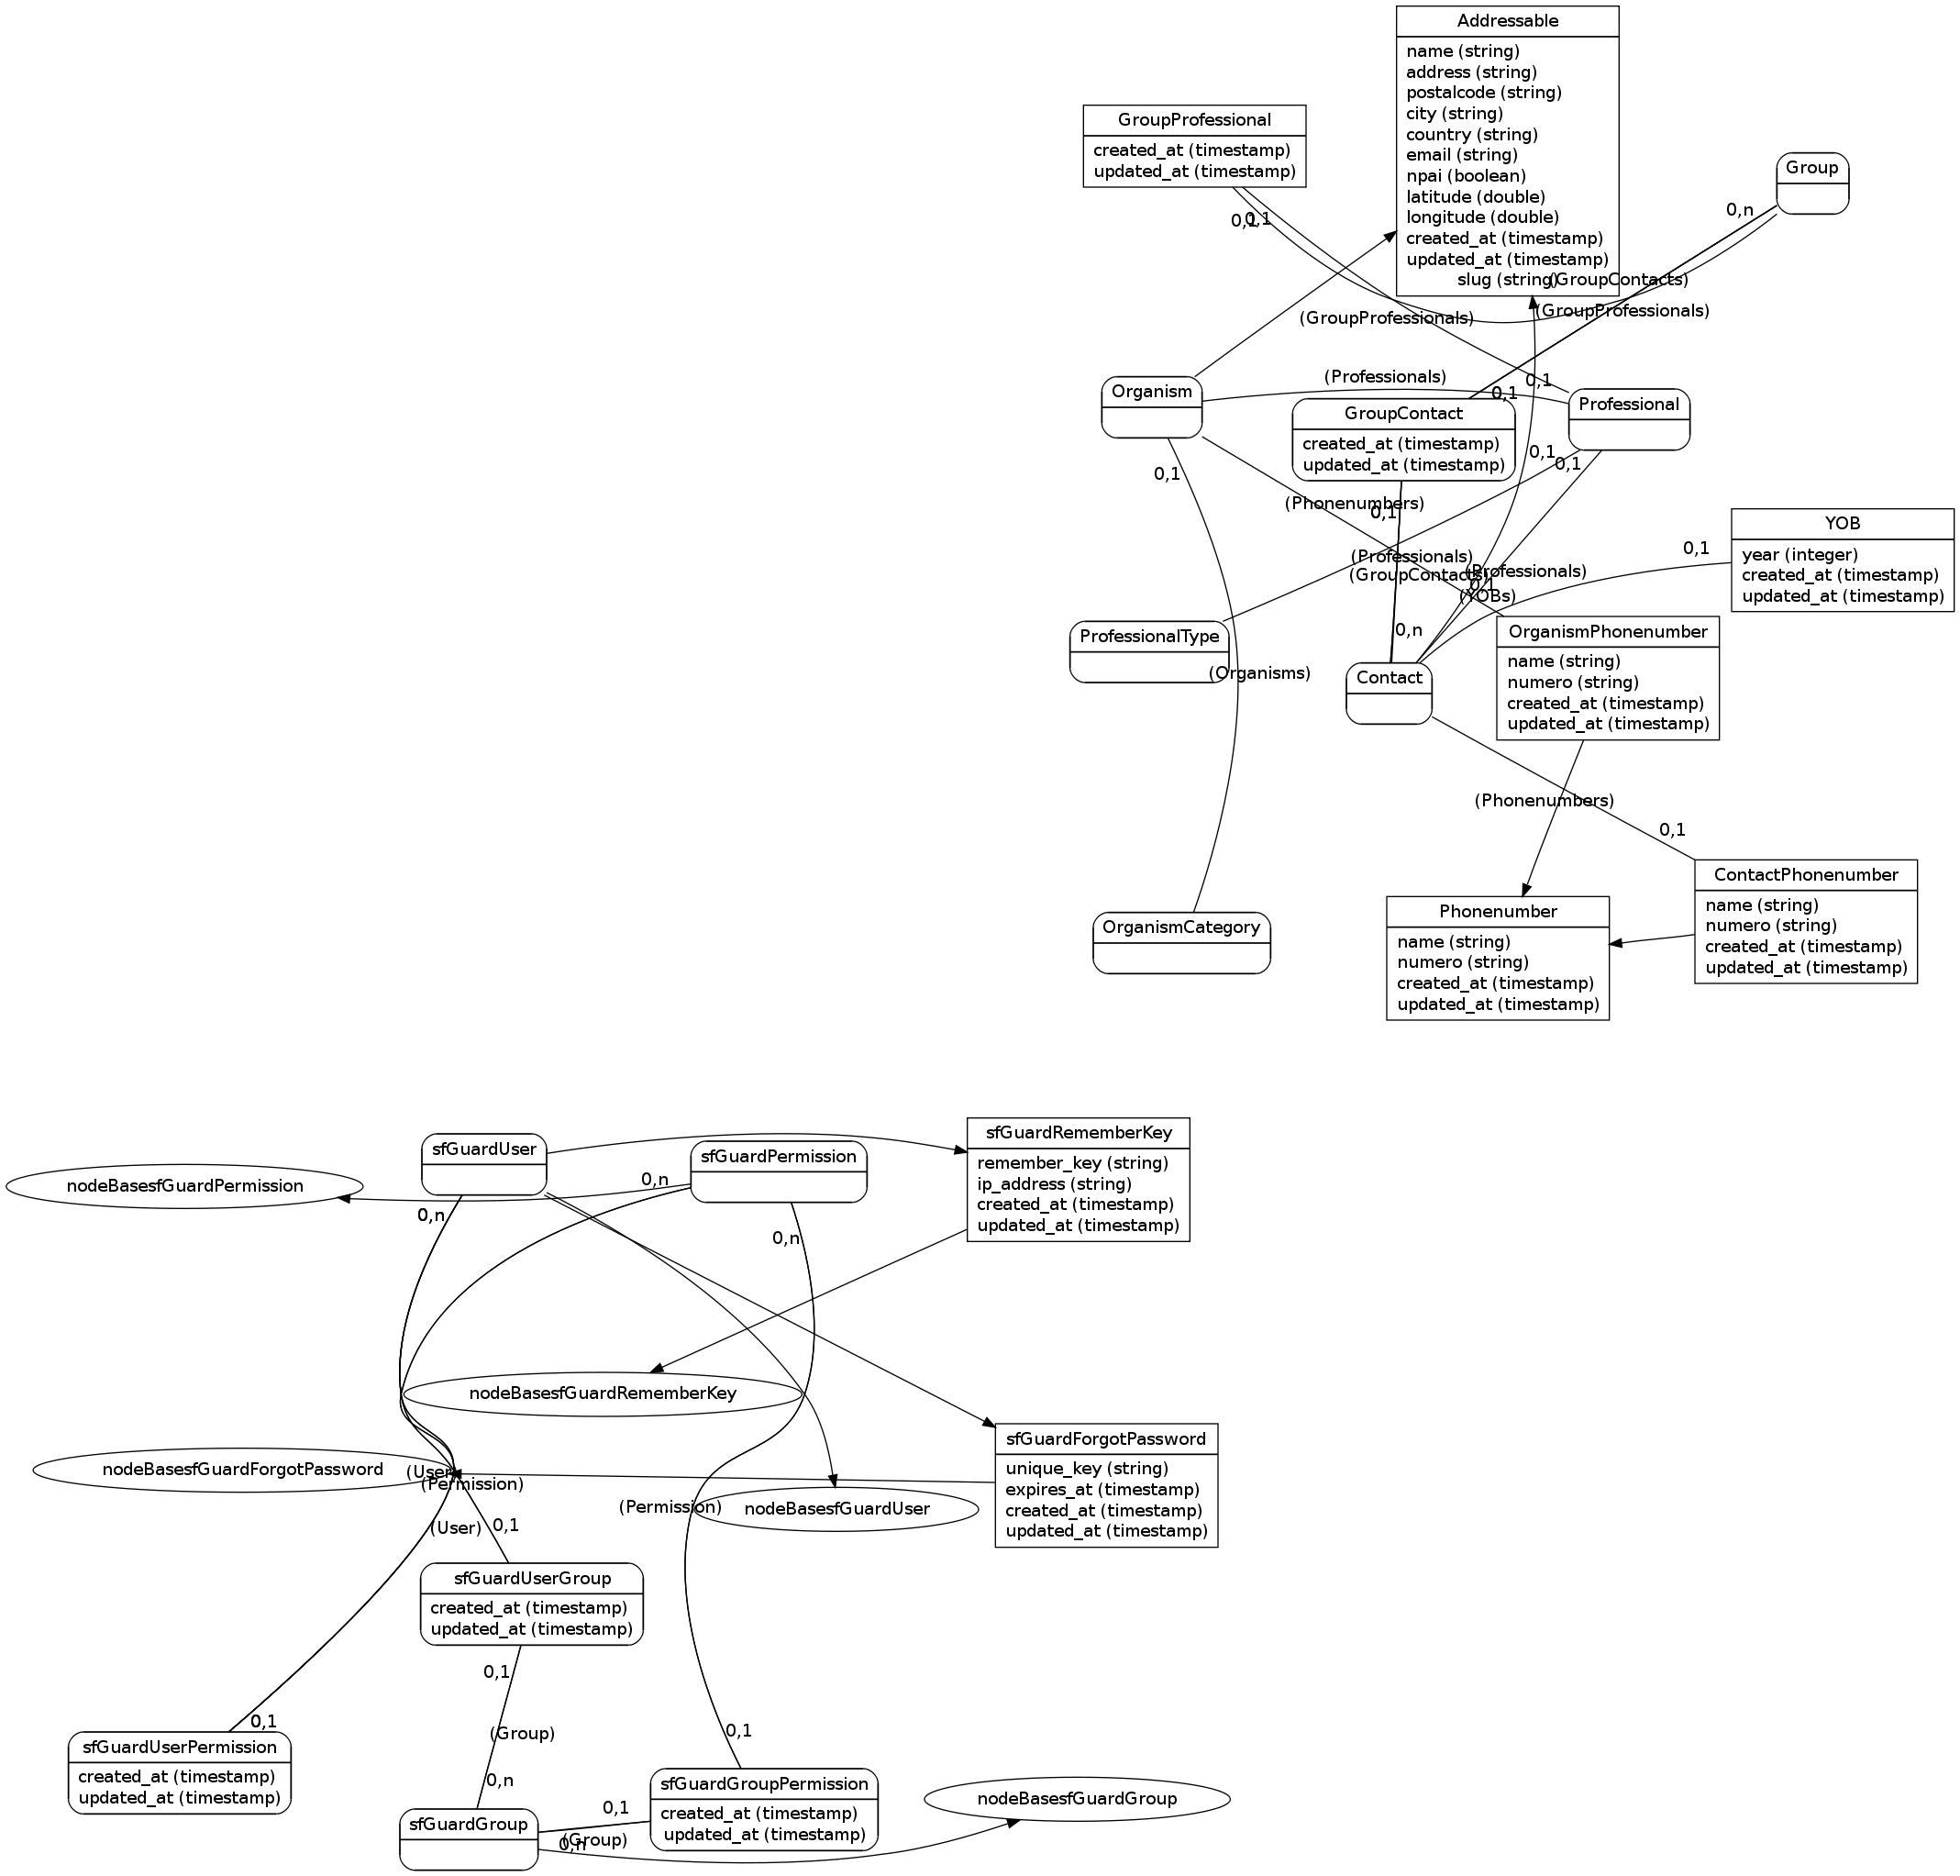 Addressable
name (string)
address (string)
postalcode (string)
city (string)
country (string)
email (string)
npai (boolean)
latitude (double)
longitude (double)
created_at (timestamp)
updated_at (timestamp)
slug (string)
GroupProfessional
created_at (timestamp)
updated_at (timestamp)
Group
0,n
0,1
0,1
(GroupContacts)
(GroupProfessionals)
(GroupProfessionals)
Organism
(Professionals)
0,1
0,1
GroupContact
created_at (timestamp)
updated_at (timestamp)
Professional
0,1
0,1
0,1
(Phonenumbers)
0,1
YOB
year (integer)
created_at (timestamp)
updated_at (timestamp)
0,1
(Professionals)
(GroupContacts)
(Professionals)
0,1
(YOBs)
ProfessionalType
0,n
(Organisms)
Contact
OrganismPhonenumber
name (string)
numero (string)
created_at (timestamp)
updated_at (timestamp)
(Phonenumbers)
0,1
ContactPhonenumber
name (string)
numero (string)
created_at (timestamp)
updated_at (timestamp)
OrganismCategory
Phonenumber
name (string)
numero (string)
created_at (timestamp)
updated_at (timestamp)
sfGuardUser
sfGuardPermission
sfGuardRememberKey
remember_key (string)
ip_address (string)
created_at (timestamp)
updated_at (timestamp)
nodeBasesfGuardPermission
0,n
0,n
0,n
nodeBasesfGuardRememberKey
nodeBasesfGuardForgotPassword
(User)
(Permission)
(Permission)
nodeBasesfGuardUser
sfGuardForgotPassword
unique_key (string)
expires_at (timestamp)
created_at (timestamp)
updated_at (timestamp)
(User)
0,1
sfGuardUserGroup
created_at (timestamp)
updated_at (timestamp)
0,1
0,1
(Group)
0,1
sfGuardUserPermission
created_at (timestamp)
updated_at (timestamp)
0,n
sfGuardGroup
0,1
(Group)
0,n
sfGuardGroupPermission
created_at (timestamp)
updated_at (timestamp)
nodeBasesfGuardGroup